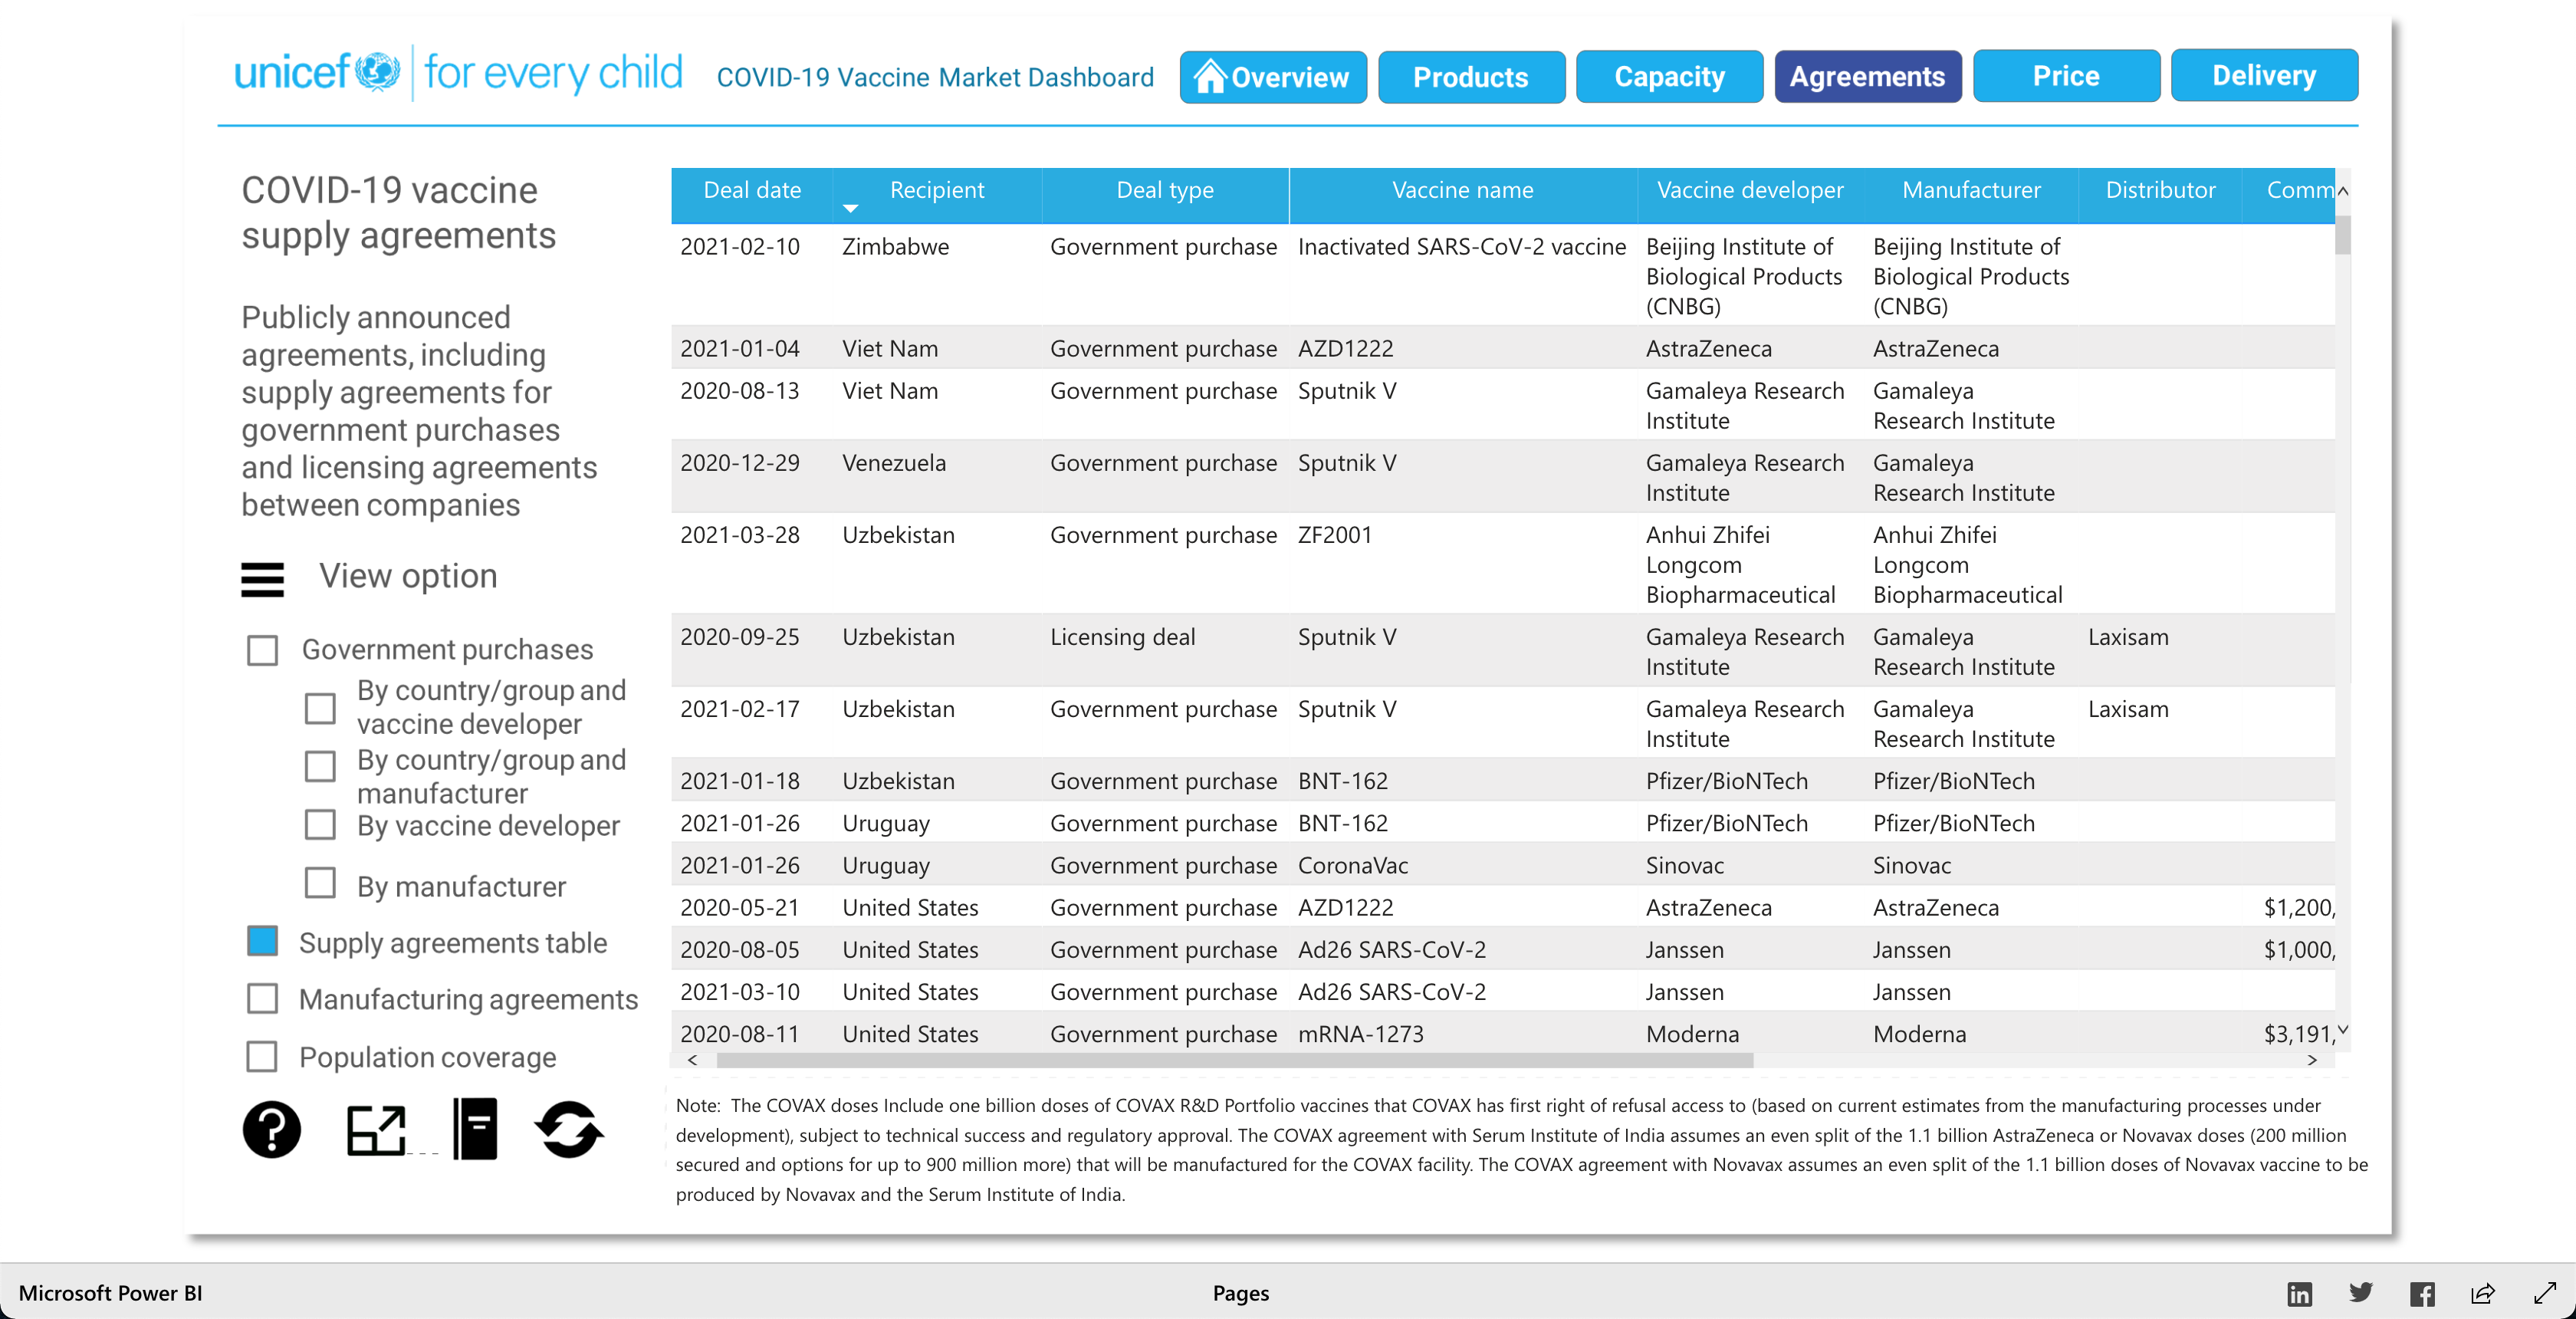 unicef for every child
COVID-19 Vaccine Market Dashboard
Overview
Products
Capacity
Agreements
Price
Delivery
COVID-19 vaccine
supply agreements
Publicly announced
agreements, including
supply agreements for
government purchases
and licensing agreements
between companies
View option
Government purchases
By country/group and
vaccine developer
By country/group and
manufacturer
By vaccine developer
By manufacturer
Supply agreements table
Manufacturing agreements
Population coverage
Deal date Recipient Deal type Vaccine name Vaccine developer Manufacturer Distributor Comm
2021-02-10 Zimbabwe Government purchase Inactivated SARS-CoV-2 vaccine Beijing Institute of Beijing Institute of
Biological Products Biological Products
(CNBG) (CNBG)
2021-01-04 Viet Nam Government purchase AZD1222 AstraZeneca AstraZeneca
2020-08-13 Viet Nam Government purchase Sputnik V Gamaleya Research Gamaleya
Institute Research Institute
2020-12-29 Venezuela Government purchase Sputnik V Gamaleya Research Gamaleya
Institute Research Institute
2021-03-28 Uzbekistan Government purchase ZF2001 Anhui Zhifei Anhui Zhifei
Longcom Longcom
Biopharmaceutical Biopharmaceutical
2020-09-25 Uzbekistan Licensing deal Sputnik V Gamaleya Research Gamaleya Laxisam
Institute Research Institute
2021-02-17 Uzbekistan Government purchase Sputnik V Gamaleya Research Gamaleya Laxisam
Institute Research Institute
2021-01-18 Uzbekistan Government purchase BNT-162 Pfizer/BioNTech Pfizer/BioNTech
2021-01-26 Uruguay Government purchase BNT-162 Pfizer/BioNTech Pfizer/BioNTech
2021-01-26 Uruguay Government purchase CoronaVac Sinovac Sinovac
2020-05-21 United States Government purchase AZD1222 AstraZeneca AstraZeneca $1,200,
2020-08-05 United States Government purchase Ad26 SARS-CoV-2 Janssen Janssen $1,000,
2021-03-10 United States Government purchase Ad26 SARS-CoV-2 Janssen Janssen
2020-08-11 United States Government purchase mRNA-1273 Moderna Moderna $3,191,
Note: The COVAX doses Include one billion doses of COVAX R&D Portfolio vaccines that COVAX has first right of refusal access to (based on current estimates from the manufacturing processes under
development), subject to technical success and regulatory approval. The COVAX agreement with Serum Institute of India assumes an even split of the 1.1 billion AstraZeneca or Novavax doses (200 million
secured and options for up to 900 million more) that will be manufactured for the COVAX facility. The COVAX agreement with Novavax assumes an even split of the 1.1 billion doses of Novavax vaccine to be
produced by Novavax and the Serum Institute of India.
Microsoft Power BI
Pages